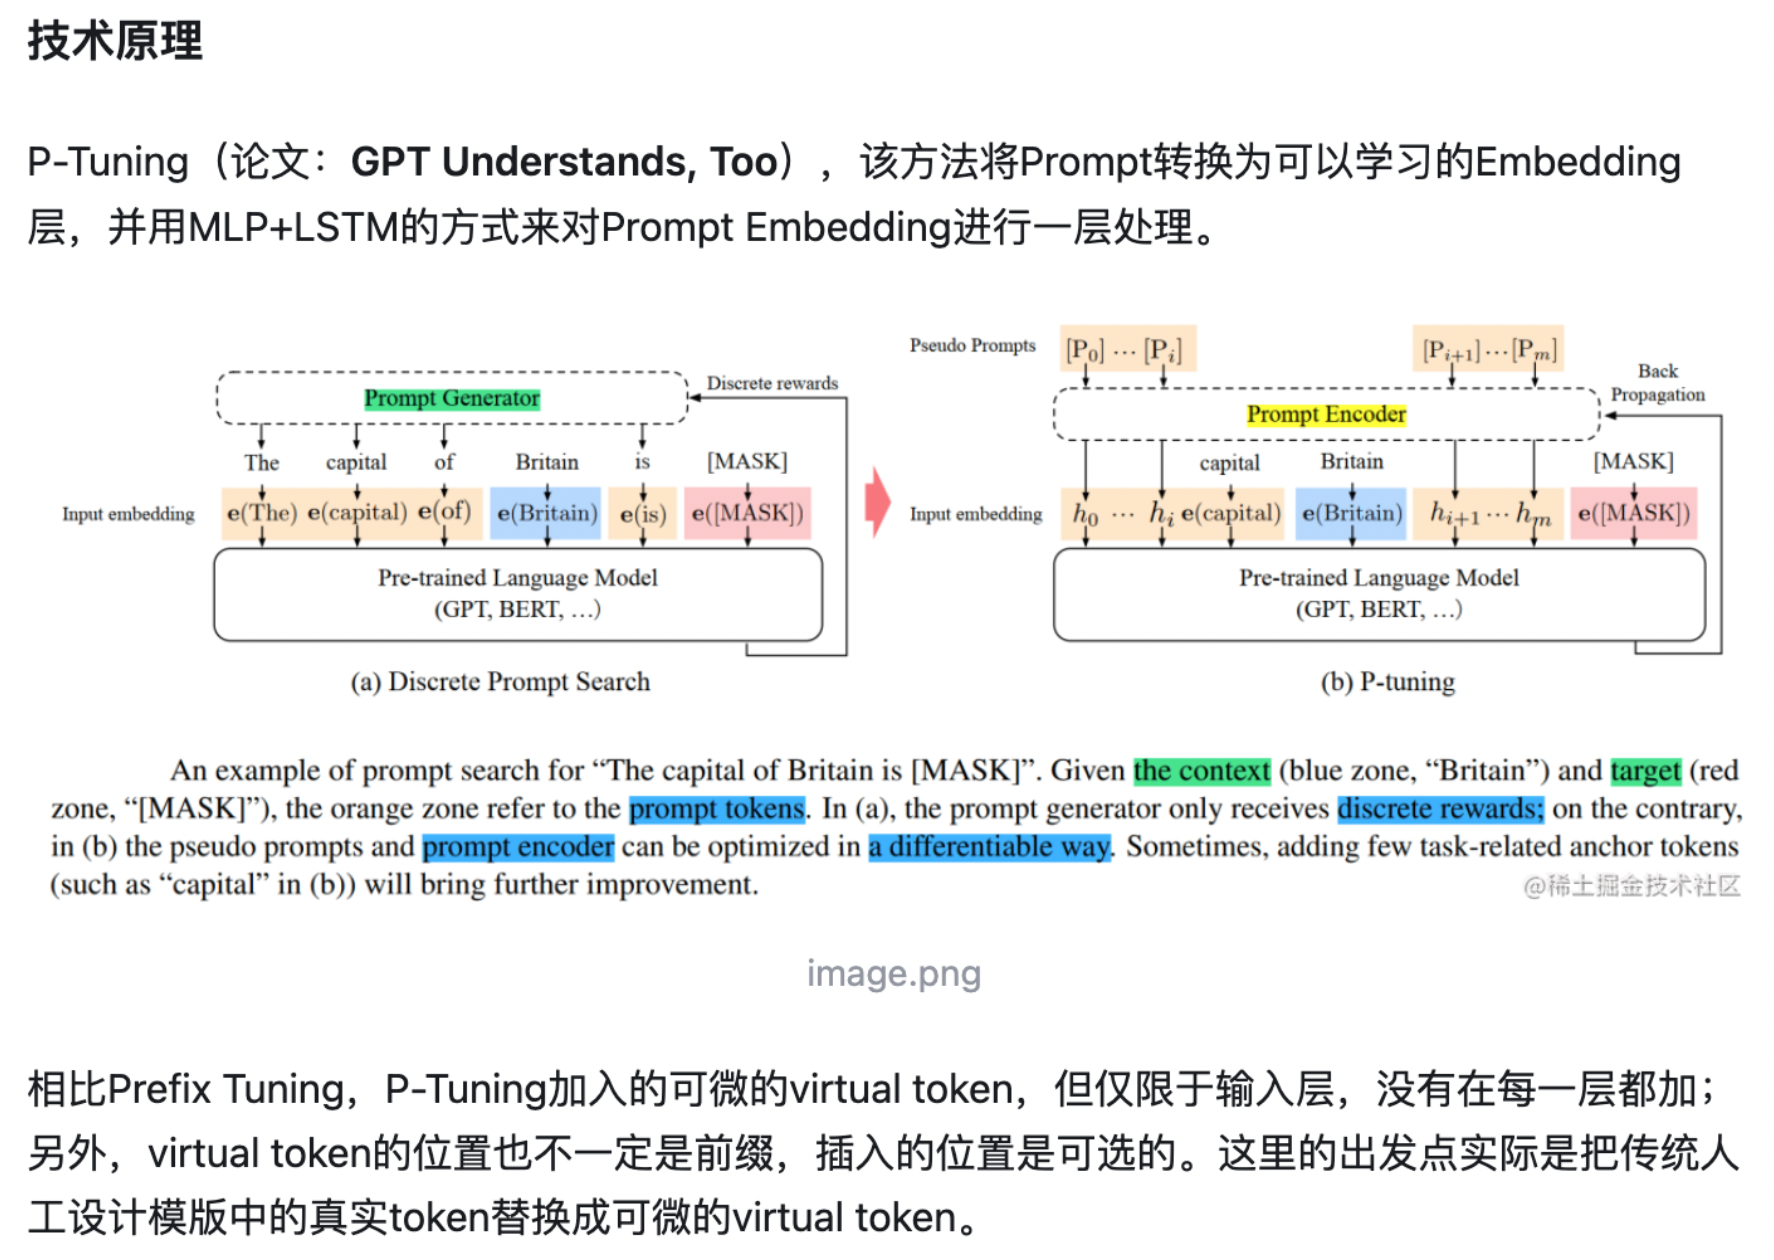 技术原理
P-Tuning（论文：GPT Understands, Too），该方法将Prompt转换为可以学习的Embedding
层，并用MLP+LSTM的方式来对Prompt Embedding进行一层处理。
Prompt Generator
Discrete rewards
The capital of Britain is [MASK]
Input embedding e(The) e(capital) e(of) e(Britain) e(is) e([MASK])
Pre-trained Language Model
(GPT, BERT, …)
(a) Discrete Prompt Search
Pseudo Prompts [P0] ⋯ [Pi] [Pi+1]⋯[Pm]
Back
Propagation
Prompt Encoder
capital Britain [MASK]
Input embedding h0 ⋯ hi e(capital) e(Britain) hi+1 ⋯ hm e([MASK])
Pre-trained Language Model
(GPT, BERT, …)
(b) P-tuning
An example of prompt search for “The capital of Britain is [MASK]”. Given the context (blue zone, “Britain”) and target (red
zone, “[MASK]”), the orange zone refer to the prompt tokens. In (a), the prompt generator only receives discrete rewards; on the contrary,
in (b) the pseudo prompts and prompt encoder can be optimized in a differentiable way. Sometimes, adding few task-related anchor tokens
(such as “capital” in (b)) will bring further improvement.
@稀土掘金技术社区
image.png
相比Prefix Tuning，P-Tuning加入的可微的virtual token，但仅限于输入层，没有在每一层都加；
另外，virtual token的位置也不一定是前缀，插入的位置是可选的。这里的出发点实际是把传统人
工设计模版中的真实token替换成可微的virtual token。